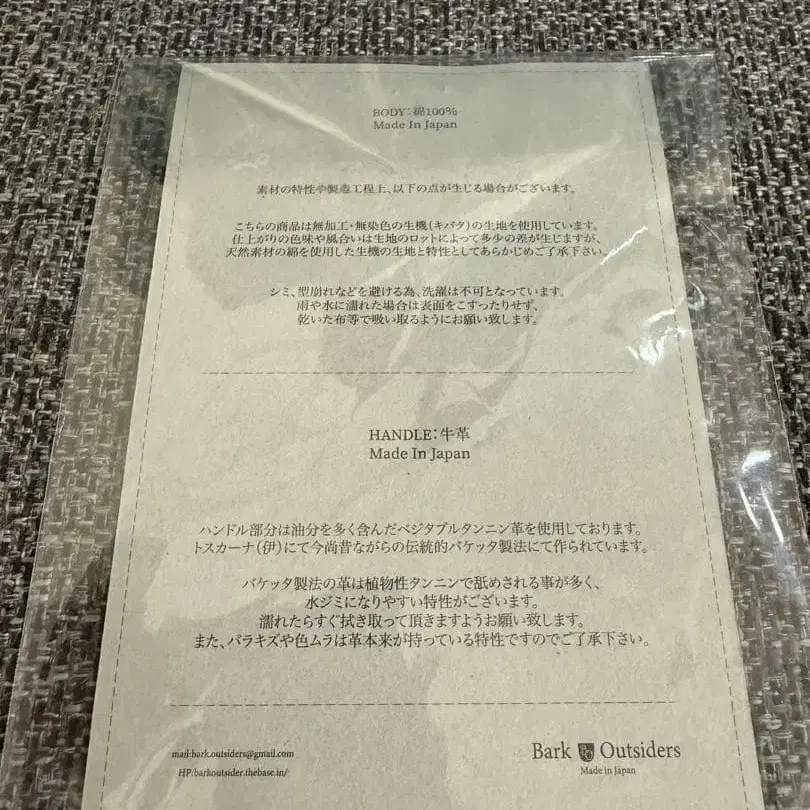 BODY:綿100%
Made In Japan
素材の特性や製造工程上、以下の点が生じる場合がございます。
こちらの商品は無加工・無染色の生機(キバタ)の生地を使用しています。
仕上がりの色味や風合いは生地のロットによって多少の差が生じますが、
天然素材の綿を使用した生機の生地と特性としてあらかじめご了承下さい。
シミ、型崩れなどを避ける為、洗濯は不可となっています。
雨や水に濡れた場合は表面をこすったりせず、
乾いた布等で吸い取るようにお願い致します。
HANDLE:牛革
Made In Japan
ハンドル部分は油分を多く含んだベジタブルタンニン革を使用しております。
トスカーナ(伊)にて今尚昔ながらの伝統的バケッタ製法にて作られています。
バケッタ製法の革は植物性タンニンで舐めされる事が多く、
水ジミになりやすい特性がございます。
濡れたらすぐ拭き取って頂きますようお願い致します。
また、バラキズや色ムラは革本来が持っている特性ですのでご了承下さい。
mail:bark.outsiders@gmail.com
HP:barkoutsider.thebase.in/
Bark BO Outsiders
Made in Japan